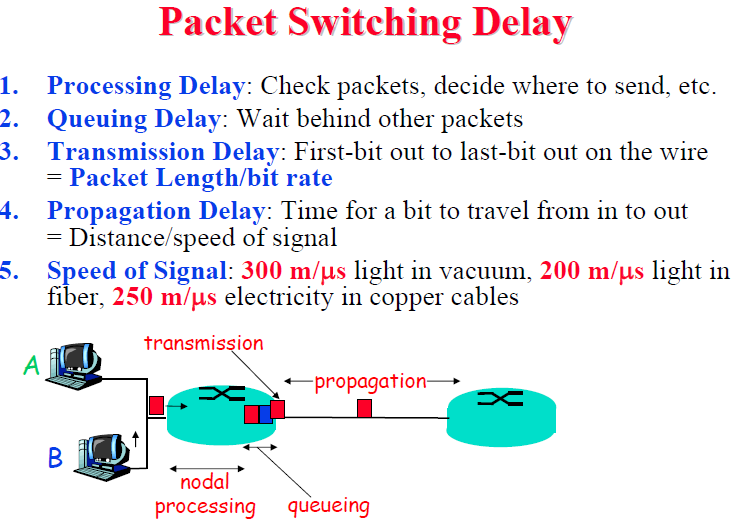 Packet Switching Delay
1. Processing Delay: Check packets, decide where to send, etc.
2. Queuing Delay: Wait behind other packets
3. Transmission Delay: First-bit out to last-bit out on the wire
= Packet Length/bit rate
4. Propagation Delay: Time for a bit to travel from in to out
= Distance/speed of signal
5. Speed of Signal: 300 m/μs light in vacuum, 200 m/μs light in
fiber, 250 m/μs electricity in copper cables
transmission
A
propagation
B
nodal
processing
queueing